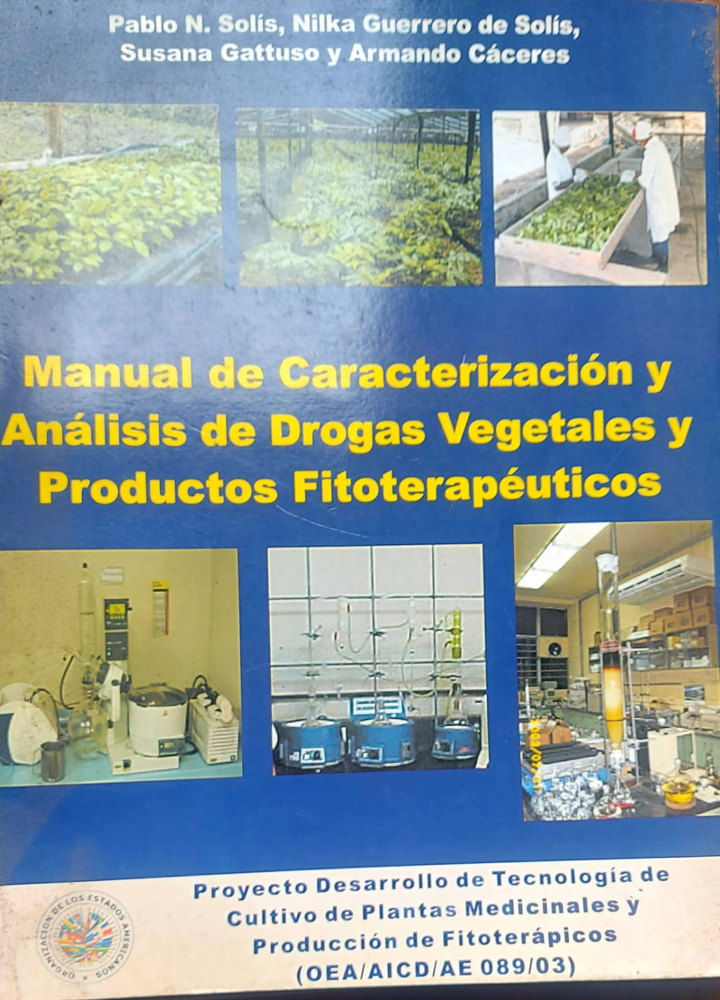 Pablo N. Solís, Nilka Guerrero de Solís,
Susana Gattuso y Armando Cáceres
Manual de Caracterización y
Análisis de Drogas Vegetales y
Productos Fitoterapéuticos
2003/07/01
Proyecto Desarrollo de Tecnología de
Cultivo de Plantas Medicinales y
Producción de Fitoterápicos
(OEA/AICD/AE 089/03)
ORGANIZACION DE LOS ESTADOS AMERICANOS